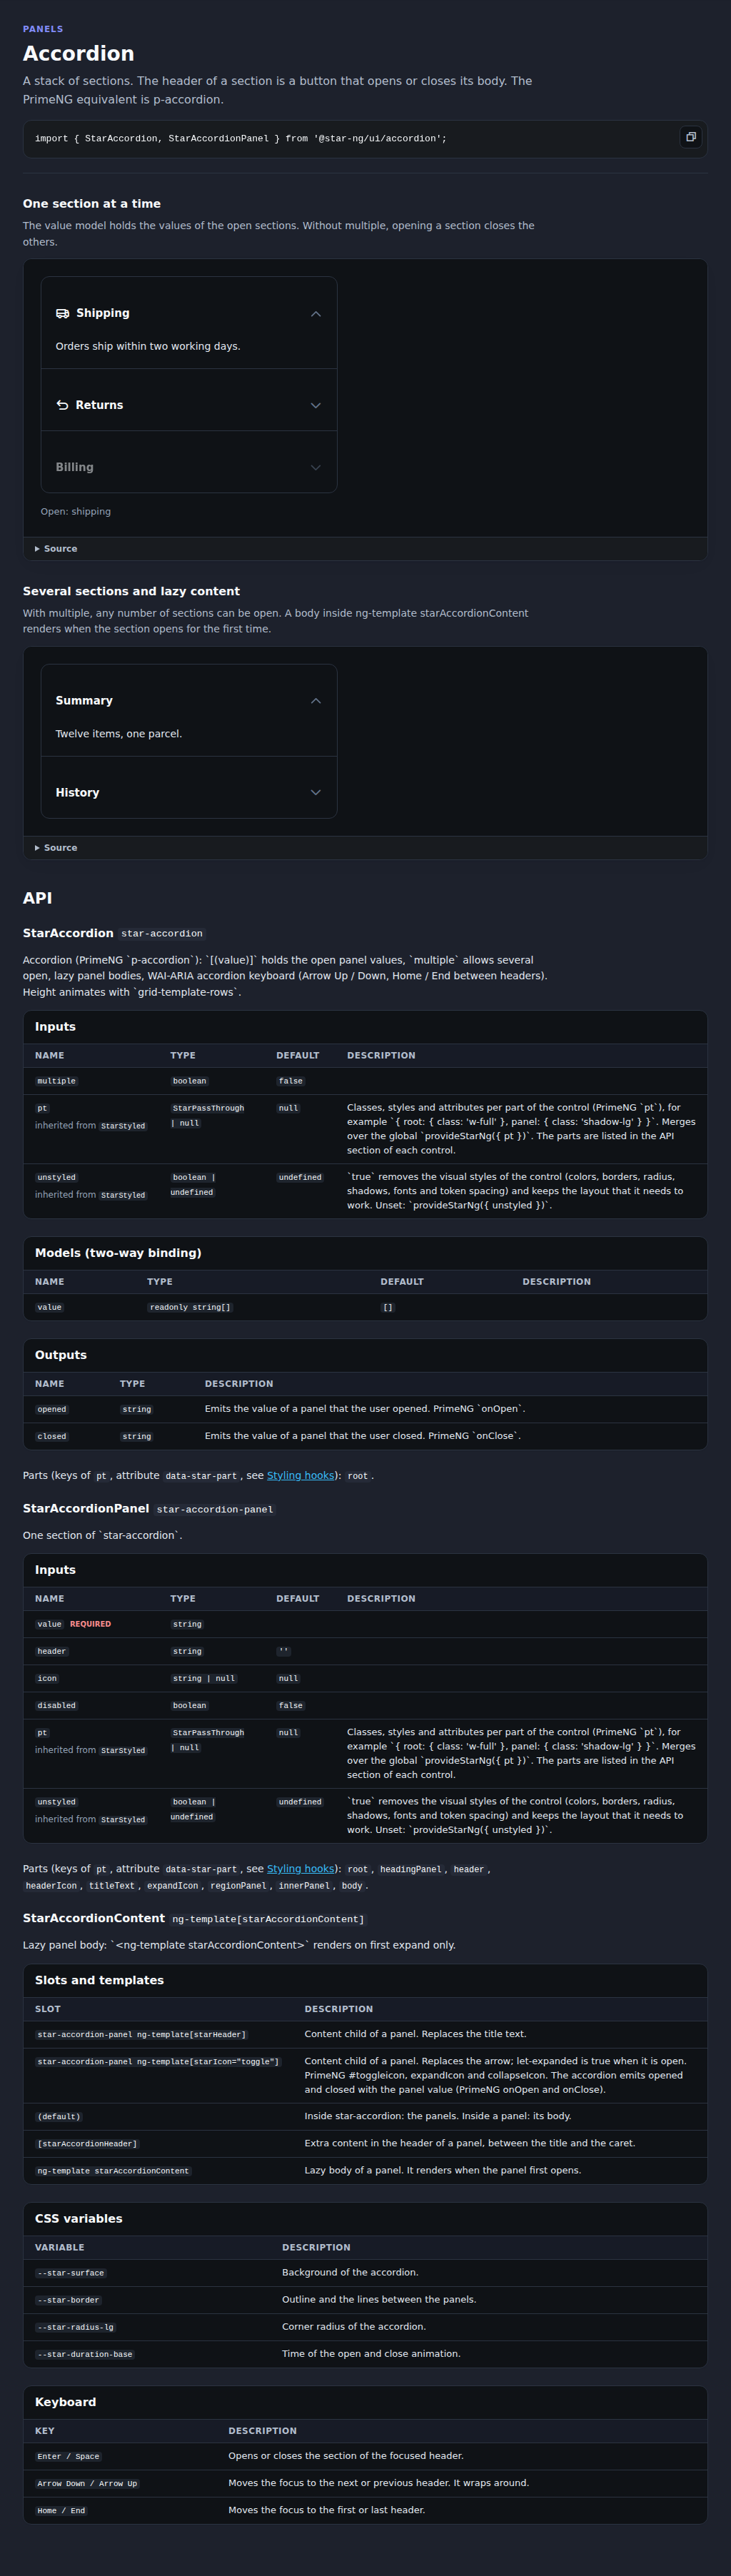 PANELS
Accordion
A stack of sections. The header of a section is a button that opens or closes its body. The
PrimeNG equivalent is p-accordion.
import { StarAccordion, StarAccordionPanel } from '@star-ng/ui/accordion';
One section at a time
The value model holds the values of the open sections. Without multiple, opening a section closes the
others.
Shipping
Orders ship within two working days.
Returns
Billing
Open: shipping
Source
Several sections and lazy content
With multiple, any number of sections can be open. A body inside ng-template starAccordionContent
renders when the section opens for the first time.
Summary
Twelve items, one parcel.
History
Source
API
StarAccordion star-accordion
Accordion (PrimeNG `p-accordion`): `[(value)]` holds the open panel values, `multiple` allows several
open, lazy panel bodies, WAI-ARIA accordion keyboard (Arrow Up / Down, Home / End between headers).
Height animates with `grid-template-rows`.
Inputs
NAME TYPE DEFAULT DESCRIPTION
multiple boolean false
pt StarPassThrough null Classes, styles and attributes per part of the control (PrimeNG `pt`), for
inherited from StarStyled | null example `{ root: { class: 'w-full' }, panel: { class: 'shadow-lg' } }`. Merges
over the global `provideStarNg({ pt })`. The parts are listed in the API
section of each control.
unstyled boolean | undefined `true` removes the visual styles of the control (colors, borders, radius,
inherited from StarStyled undefined shadows, fonts and token spacing) and keeps the layout that it needs to
work. Unset: `provideStarNg({ unstyled })`.
Models (two-way binding)
NAME TYPE DEFAULT DESCRIPTION
value readonly string[] []
Outputs
NAME TYPE DESCRIPTION
opened string Emits the value of a panel that the user opened. PrimeNG `onOpen`.
closed string Emits the value of a panel that the user closed. PrimeNG `onClose`.
Parts (keys of pt, attribute data-star-part, see Styling hooks): root.
StarAccordionPanel star-accordion-panel
One section of `star-accordion`.
Inputs
NAME TYPE DEFAULT DESCRIPTION
value REQUIRED string
header string ''
icon string | null null
disabled boolean false
pt StarPassThrough null Classes, styles and attributes per part of the control (PrimeNG `pt`), for
inherited from StarStyled | null example `{ root: { class: 'w-full' }, panel: { class: 'shadow-lg' } }`. Merges
over the global `provideStarNg({ pt })`. The parts are listed in the API
section of each control.
unstyled boolean | undefined `true` removes the visual styles of the control (colors, borders, radius,
inherited from StarStyled undefined shadows, fonts and token spacing) and keeps the layout that it needs to
work. Unset: `provideStarNg({ unstyled })`.
Parts (keys of pt, attribute data-star-part, see Styling hooks): root, headingPanel, header,
headerIcon, titleText, expandIcon, regionPanel, innerPanel, body.
StarAccordionContent ng-template[starAccordionContent]
Lazy panel body: `<ng-template starAccordionContent>` renders on first expand only.
Slots and templates
SLOT DESCRIPTION
star-accordion-panel ng-template[starHeader] Content child of a panel. Replaces the title text.
star-accordion-panel ng-template[starIcon="toggle"] Content child of a panel. Replaces the arrow; let-expanded is true when it is open.
PrimeNG #toggleicon, expandIcon and collapseIcon. The accordion emits opened
and closed with the panel value (PrimeNG onOpen and onClose).
(default) Inside star-accordion: the panels. Inside a panel: its body.
[starAccordionHeader] Extra content in the header of a panel, between the title and the caret.
ng-template starAccordionContent Lazy body of a panel. It renders when the panel first opens.
CSS variables
VARIABLE DESCRIPTION
--star-surface Background of the accordion.
--star-border Outline and the lines between the panels.
--star-radius-lg Corner radius of the accordion.
--star-duration-base Time of the open and close animation.
Keyboard
KEY DESCRIPTION
Enter / Space Opens or closes the section of the focused header.
Arrow Down / Arrow Up Moves the focus to the next or previous header. It wraps around.
Home / End Moves the focus to the first or last header.